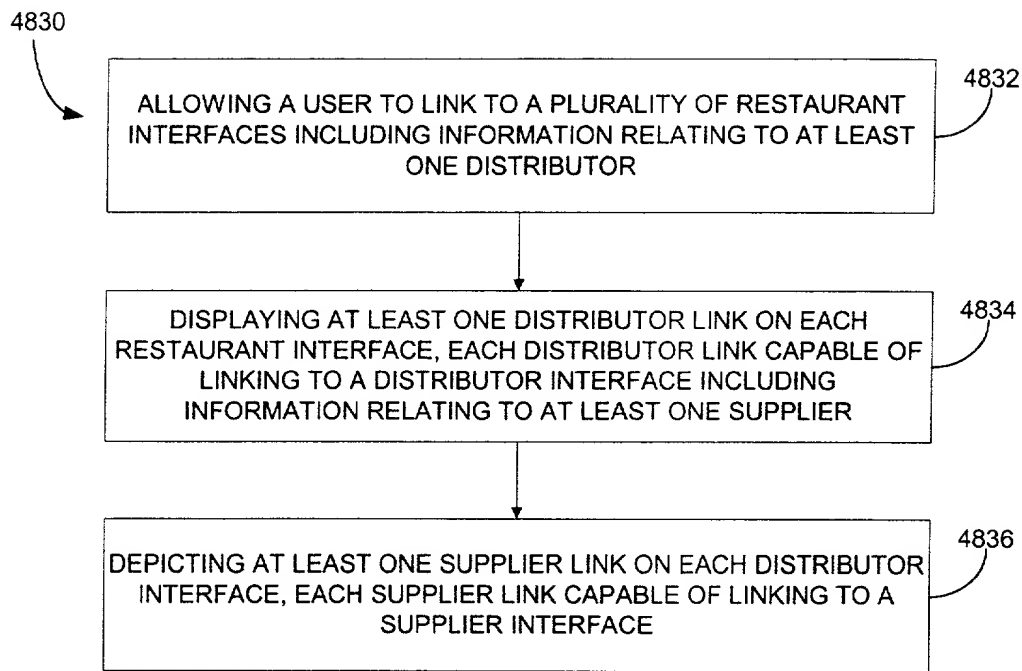 4830
4832
ALLOWING A USER TO LINK TO A PLURALITY OF RESTAURANT
INTERFACES INCLUDING INFORMATION RELATING TO AT LEAST
ONE DISTRIBUTOR
4834
DISPLAYING AT LEAST ONE DISTRIBUTOR LINK ON EACH
RESTAURANT INTERFACE, EACH DISTRIBUTOR LINK CAPABLE OF
LINKING TO A DISTRIBUTOR INTERFACE INCLUDING
INFORMATION RELATING TO AT LEAST ONE SUPPLIER
4836
DEPICTING AT LEAST ONE SUPPLIER LINK ON EACH DISTRIBUTOR
INTERFACE, EACH SUPPLIER LINK CAPABLE OF LINKING TO A
SUPPLIER INTERFACE